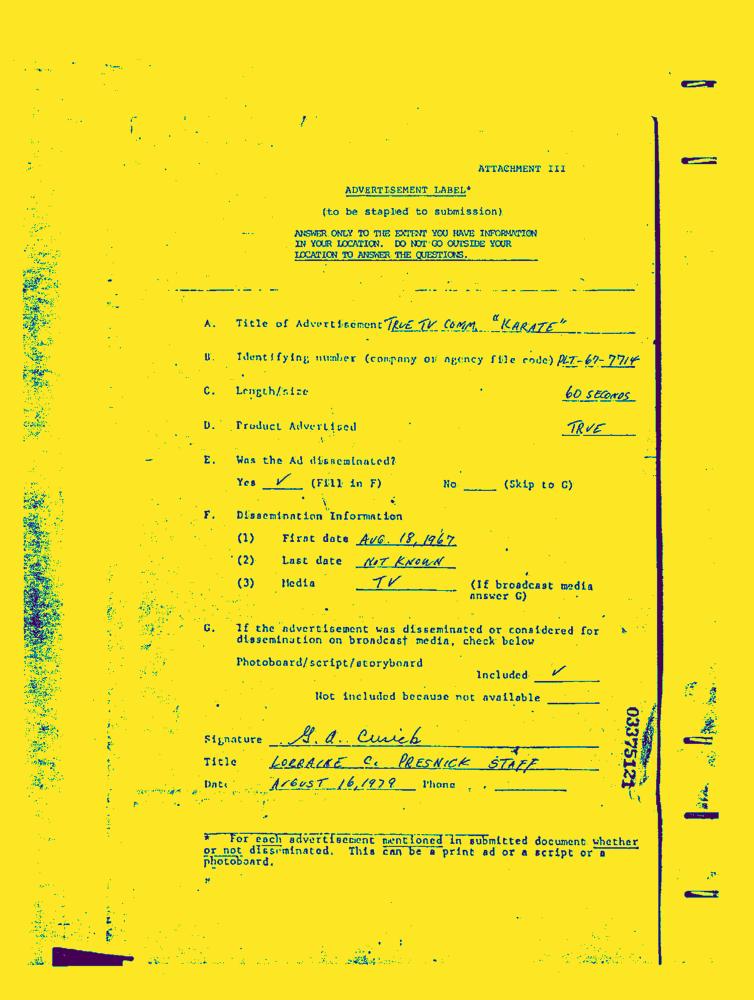 ATTACHMENT III
ADVERTISEMENT LABEL*
(to be stapled to submission)
ANSWER ONLY TO THE EXTENT YOU HAVE INFORMATION
IN YOUR LOCATION. DO NOT GO OUTSIDE YOUR
LOCATION TO ANSWER THE QUESTIONS.
A. Title of Advertisement TRUE TV COMM. "KARATE"
B. Identifying number (company or agency file code) PLT-67-7714
C. Length/size 60 SECONDS
D. Product Advertised TRUE
E. Was the Ad disseminated?
Yes ✓ (Fill in F) No ____ (Skip to G)
F. Dissemination Information
(1) First date AUG. 18, 1967
(2) Last date NOT KNOWN
(3) Media TV (If broadcast media
answer G)
G. If the advertisement was disseminated or considered for
dissemination on broadcast media, check below
Photoboard/script/storyboard
Included ✓
Not included because not available ____
Signature G. A.
Title LORRAINE C. PRESNICK STAFF
Date AUGUST 16, 1979 Phone
03375121
* For each advertisement mentioned in submitted document whether
or not disseminated. This can be a print ad or a script or a
photoboard.